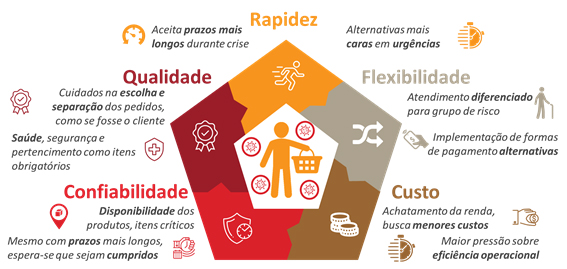 Rapidez
Aceita prazos mais
longos durante crise
Alternativas mais
caras em urgências
Qualidade
Cuidados na escolha e
separação dos pedidos,
como se fosse o cliente
Saúde, segurança e
pertencimento como itens
obrigatórios
Flexibilidade
Atendimento diferenciado
para grupo de risco
Implementação de formas
de pagamento alternativas
Confiabilidade
Disponibilidade dos
produtos, itens críticos
Mesmo com prazos mais longos,
espera-se que sejam cumpridos
Custo
Achatamento da renda,
busca menores custos
Maior pressão sobre
eficiência operacional